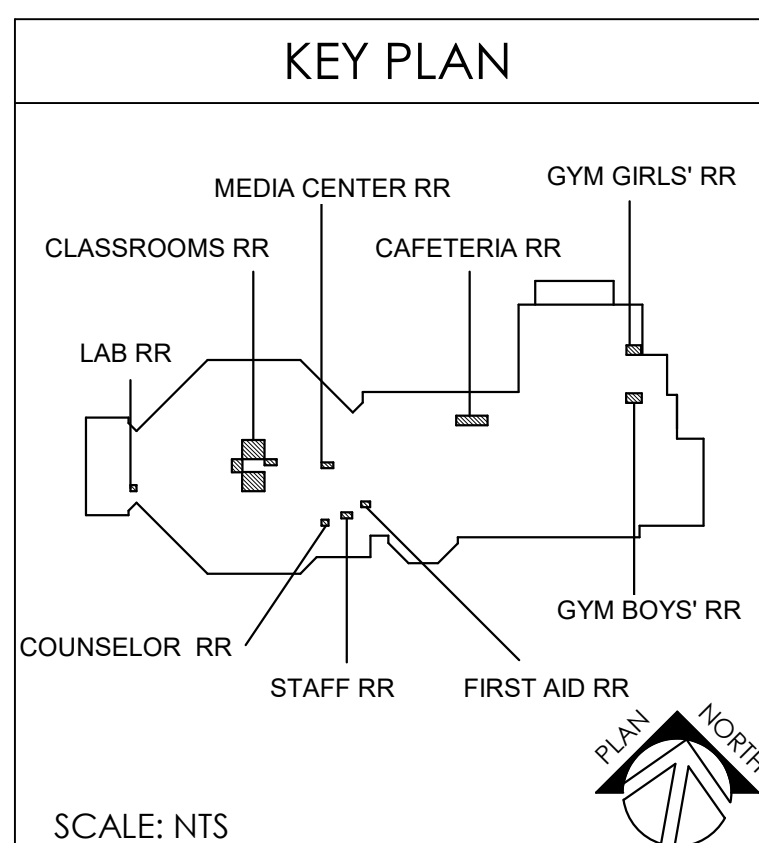 KEY PLAN
GYM GIRLS' RR
MEDIA CENTER RR
CLASSROOMS RR
CAFETERIA RR
LAB RR
GYM BOYS' RR
COUNSELOR  RR
STAFF RR
FIRST AID RR
PLAN NORTH
SCALE: NTS